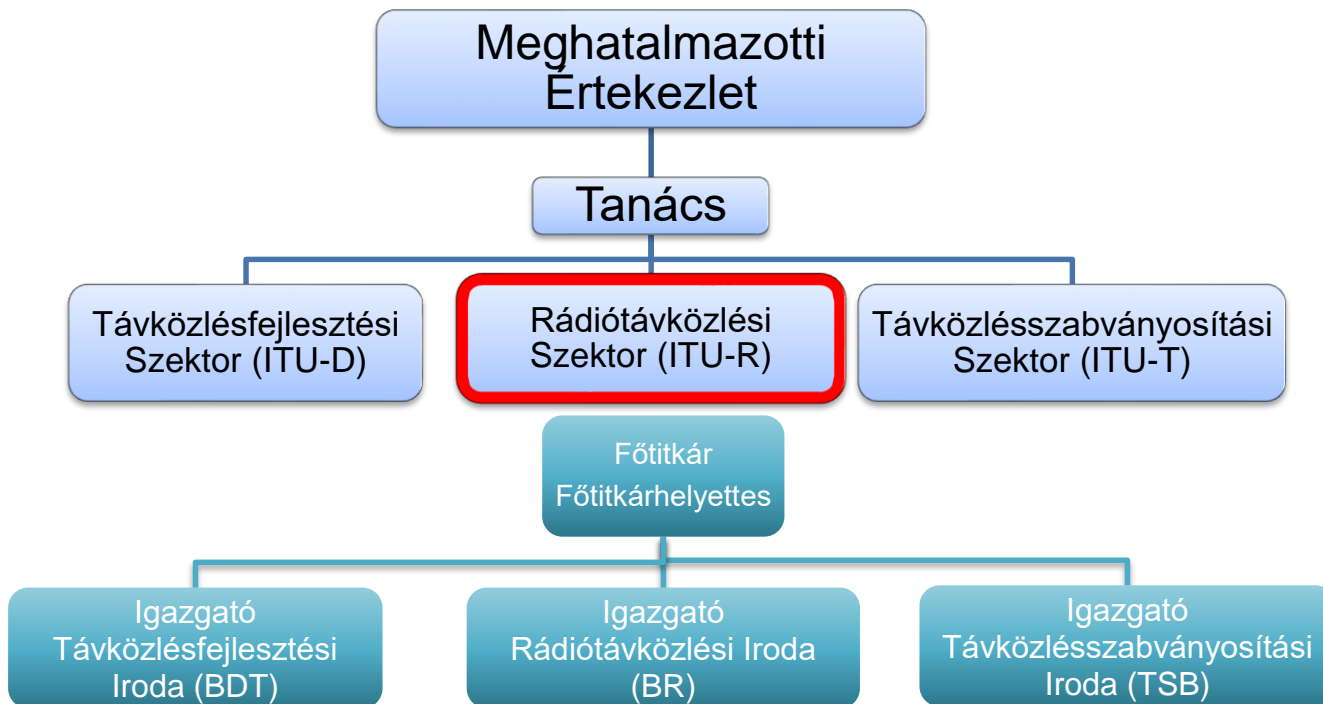 Meghatalmazotti
Értekezlet
Tanács
Távközlésfejlesztési
Szektor (ITU-D)
Rádiótávközlési
Szektor (ITU-R)
Távközlésszabványosítási
Szektor (ITU-T)
Főtitkár
Főtitkárhelyettes
Igazgató
Távközlésfejlesztési
Iroda (BDT)
Igazgató
Rádiótávközlési Iroda
(BR)
Igazgató
Távközlésszabványosítási
Iroda (TSB)